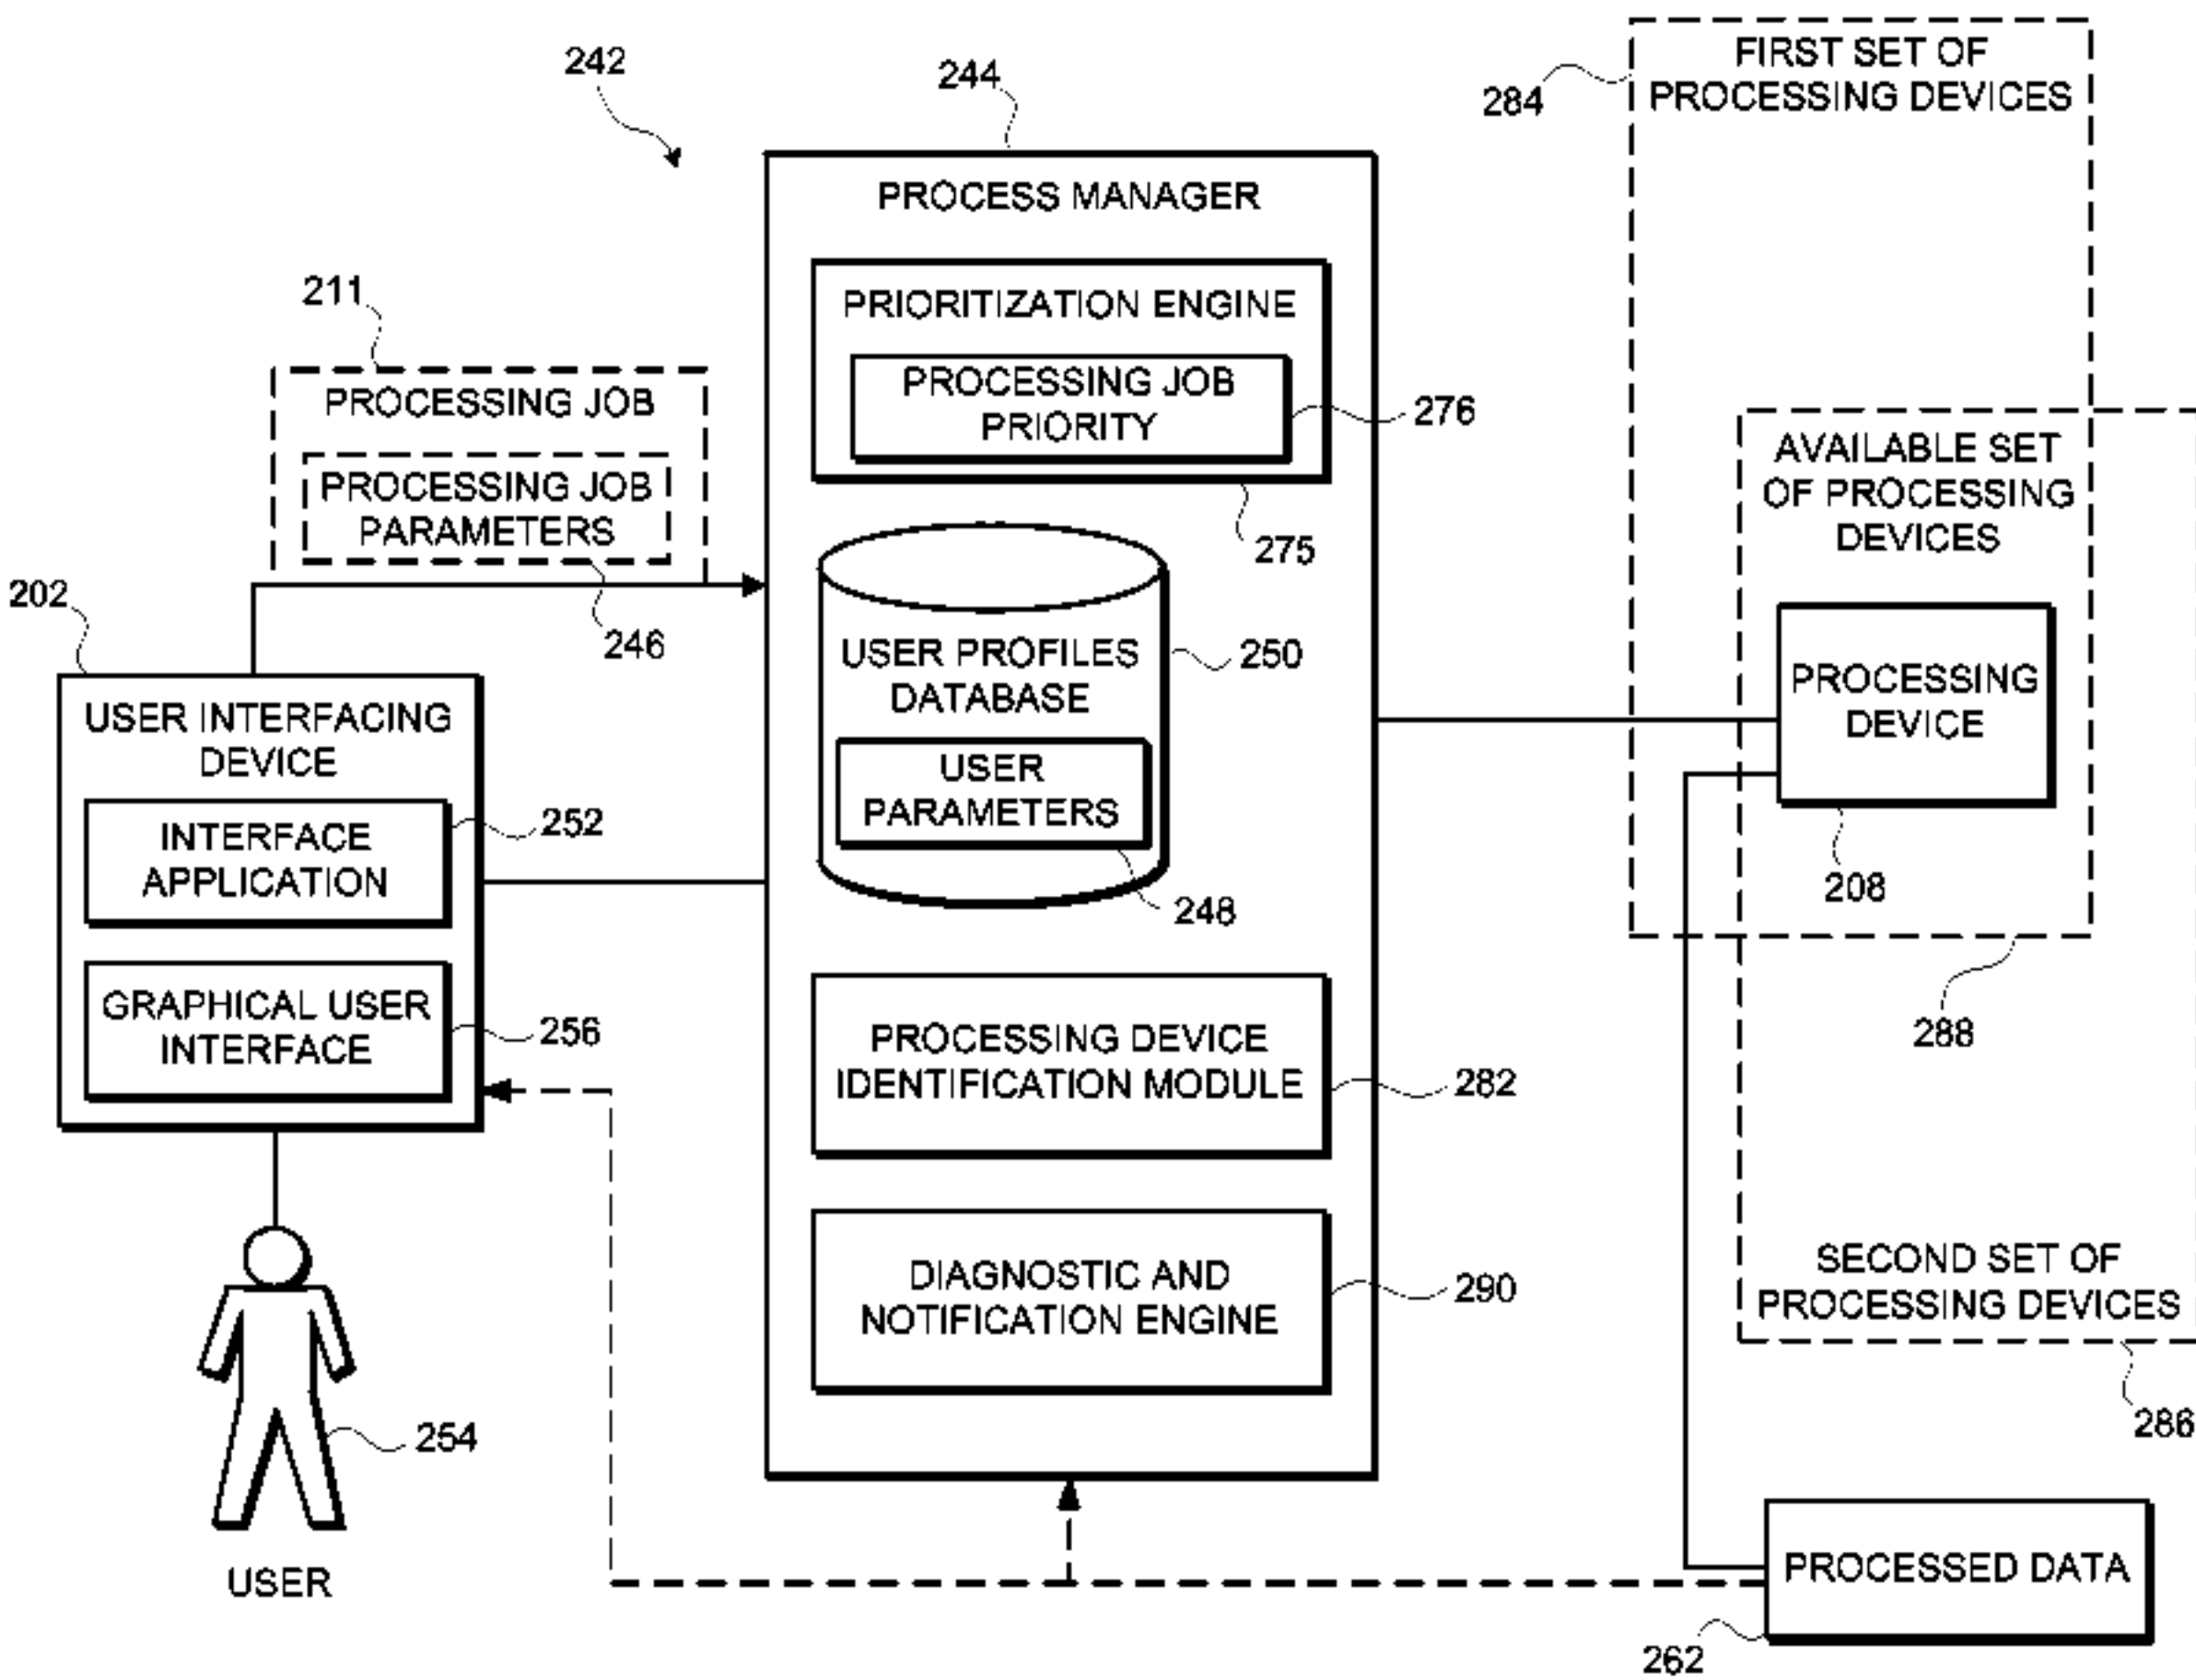 242
244
284
FIRST SET OF
PROCESSING DEVICES
PROCESS MANAGER
211
PROCESSING JOB
PROCESSING JOB
PARAMETERS
246
PRIORITIZATION ENGINE
PROCESSING JOB
PRIORITY
276
275
AVAILABLE SET
OF PROCESSING
DEVICES
202
USER INTERFACING
DEVICE
INTERFACE
APPLICATION
252
GRAPHICAL USER
INTERFACE
256
USER PROFILES
DATABASE
250
USER
PARAMETERS
248
PROCESSING
DEVICE
208
288
PROCESSING DEVICE
IDENTIFICATION MODULE
282
DIAGNOSTIC AND
NOTIFICATION ENGINE
290
SECOND SET OF
PROCESSING DEVICES
286
254
USER
PROCESSED DATA
262